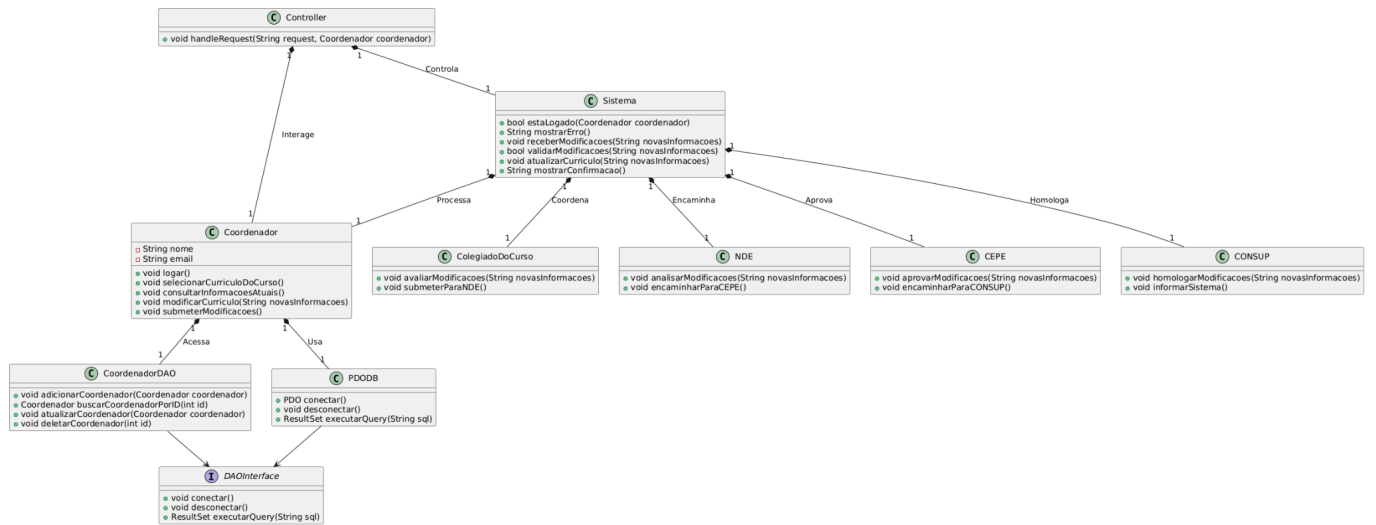 C Controller
void handleRequest(String request, Coordenador coordenador)
1 1
Controla
1
Interage
C Sistema
bool estaLogado(Coordenador coordenador)
String mostrarErro()
void receberModificacoes(String novasInformacoes)
bool validarModificacoes(String novasInformacoes)
void atualizarCurriculo(String novasInformacoes)
String mostrarConfirmacao()
1 1 1 1 1
Processa Coordena Encaminha Aprova Homologa
1 1 1 1 1 1
C Coordenador
String nome
String email
void logar()
void selecionarCurriculoDoCurso()
void consultarInformacoesAtuais()
void modificarCurriculo(String novasInformacoes)
void submeterModificacoes()
C ColegiadoDoCurso
void avaliarModificacoes(String novasInformacoes)
void submeterParaNDE()
C NDE
void analisarModificacoes(String novasInformacoes)
void encaminharParaCEPE()
C CEPE
void aprovarModificacoes(String novasInformacoes)
void encaminharParaCONSUP()
C CONSUP
void homologarModificacoes(String novasInformacoes)
void informarSistema()
1 1
Acessa Usa
1 1
C CoordenadorDAO
void adicionarCoordenador(Coordenador coordenador)
Coordenador buscarCoordenadorPorID(int id)
void atualizarCoordenador(Coordenador coordenador)
void deletarCoordenador(int id)
C PDODB
PDO conectar()
void desconectar()
ResultSet executarQuery(String sql)
I DAOInterface
void conectar()
void desconectar()
ResultSet executarQuery(String sql)